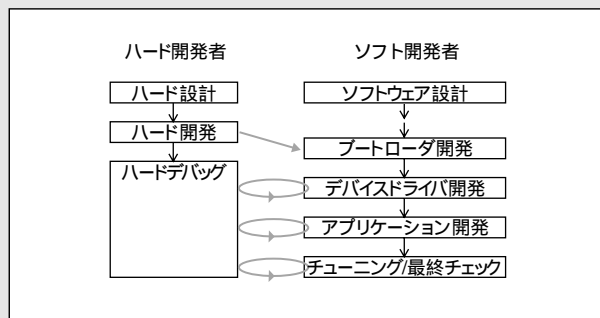 ハード開発者
ソフト開発者
ハード設計
ソフトウェア設計
ハード開発
ブートローダ開発
ハードデバッグ
デバイスドライバ開発
アプリケーション開発
チューニング/最終チェック